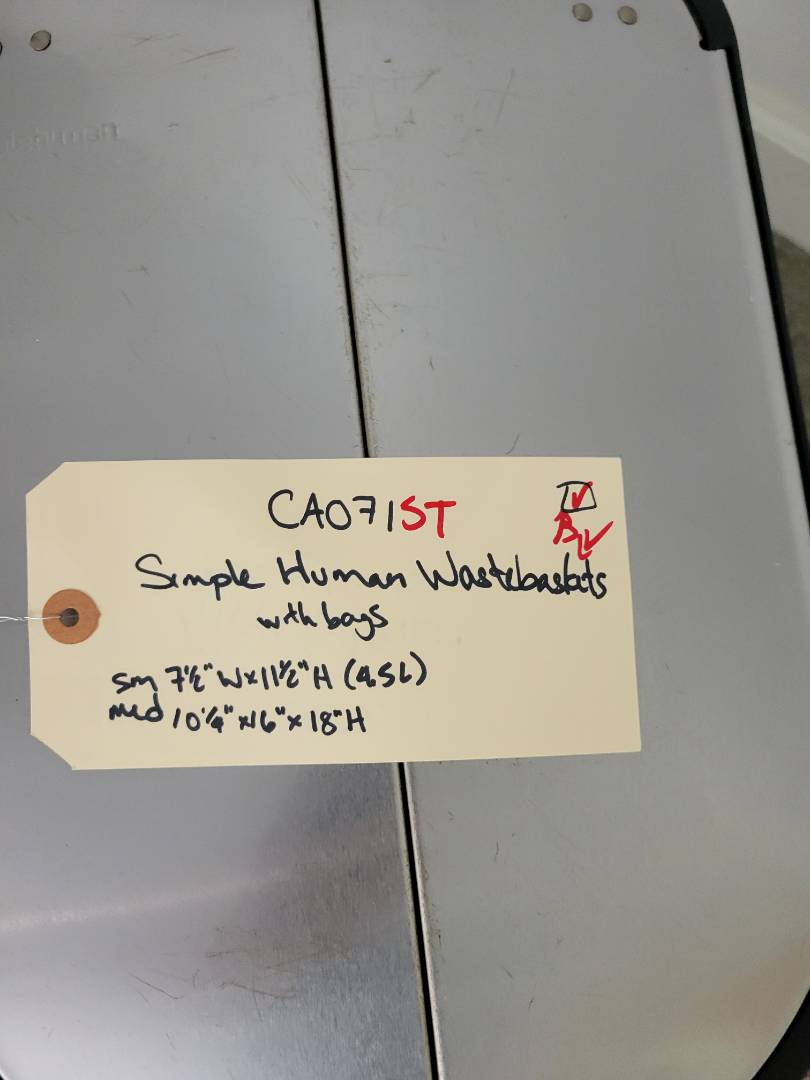 CA071ST
Simple Human Wastebaskets
with bags
sm 7½" W x 11½" H (4.5L)
med 10¼" x 16" x 18" H